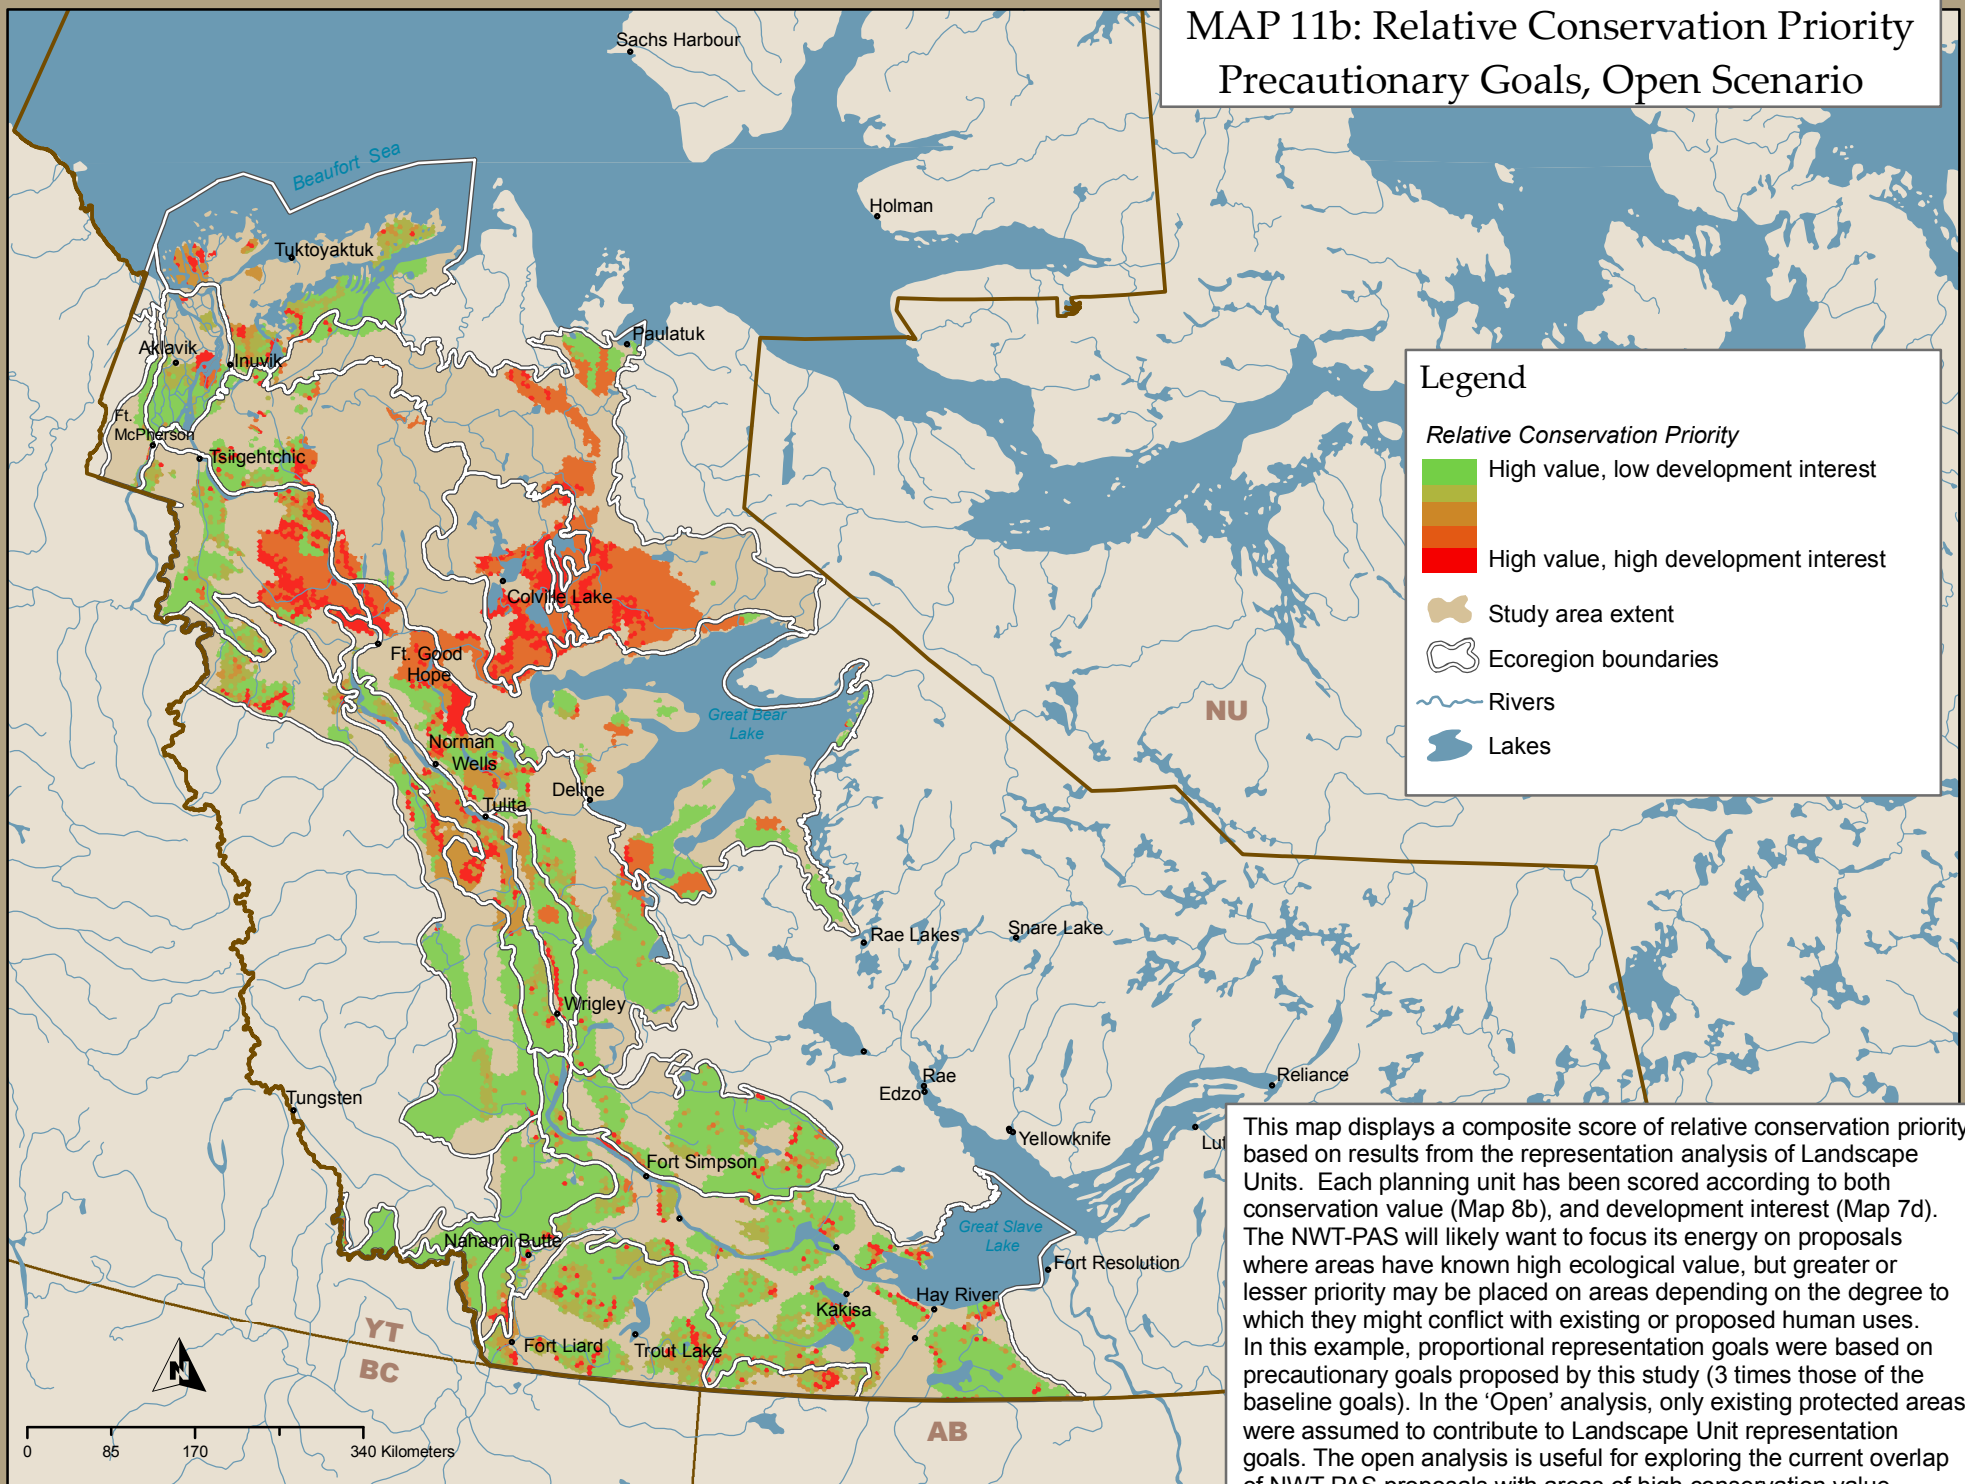 MAP 11b: Relative Conservation Priority
Precautionary Goals, Open Scenario
Sachs Harbour
Beaufort Sea
Holman
Tuktoyaktuk
Paulatuk
Aklavik
Inuvik
Ft.
McPherson
Tsiigehtchic
Colville Lake
Ft. Good
Hope
Great Bear
Lake
Norman
Wells
Deline
Tulita
NU
Rae Lakes
Snare Lake
Wrigley
Tungsten
Rae
Edzo
Reliance
Yellowknife
Fort Simpson
Great Slave
Lake
Nahanni Butte
Fort Resolution
Hay River
Kakisa
Fort Liard
Trout Lake
YT
BC
AB
N
0 85 170 340 Kilometers
Legend
Relative Conservation Priority
High value, low development interest
High value, high development interest
Study area extent
Ecoregion boundaries
Rivers
Lakes
This map displays a composite score of relative conservation priority
based on results from the representation analysis of Landscape
Units. Each planning unit has been scored according to both
conservation value (Map 8b), and development interest (Map 7d).
The NWT-PAS will likely want to focus its energy on proposals
where areas have known high ecological value, but greater or
lesser priority may be placed on areas depending on the degree to
which they might conflict with existing or proposed human uses.
In this example, proportional representation goals were based on
precautionary goals proposed by this study (3 times those of the
baseline goals). In the ‘Open’ analysis, only existing protected areas
were assumed to contribute to Landscape Unit representation
goals. The open analysis is useful for exploring the current overlap
of NWT-PAS proposals with areas of high conservation value